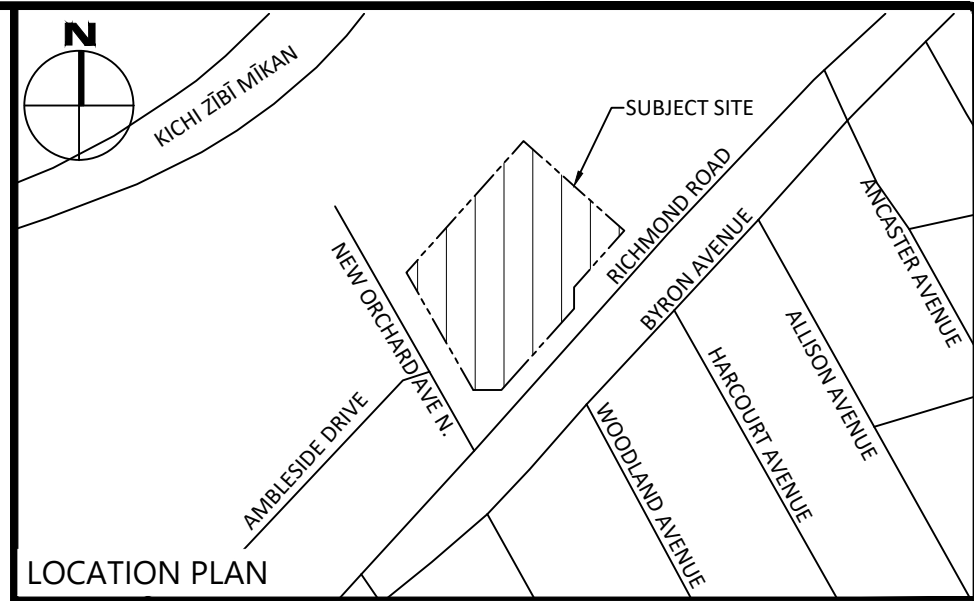 N
KICHI ZĪBĪ MĪKAN
SUBJECT SITE
RICHMOND ROAD
BYRON AVENUE
ANCASTER AVENUE
NEW ORCHARD AVE N.
ALLISON AVENUE
HARCOURT AVENUE
AMBLESIDE DRIVE
WOODLAND AVENUE
LOCATION PLAN